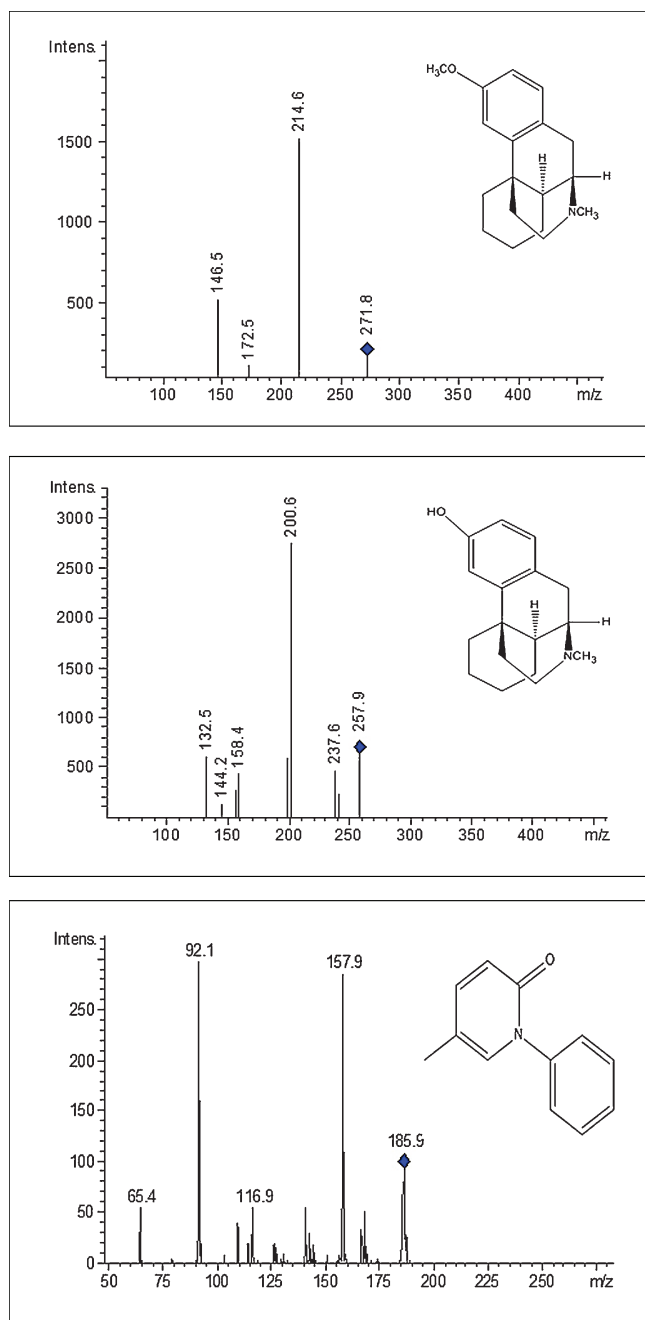 Intens.
1500
1000
500
146.5
172.5
214.6
271.8
100 150 200 250 300 350 400 m/z
H₃CO
H
H
NCH₃
Intens.
3000
2500
2000
1500
1000
500
132.5
144.2
158.4
200.6
237.6
257.9
100 150 200 250 300 400 m/z
HO
H
H
NCH₃
Intens.
250
200
150
100
50
0
65.4
92.1
116.9
157.9
185.9
50 75 100 125 150 175 200 225 250 m/z
O
N